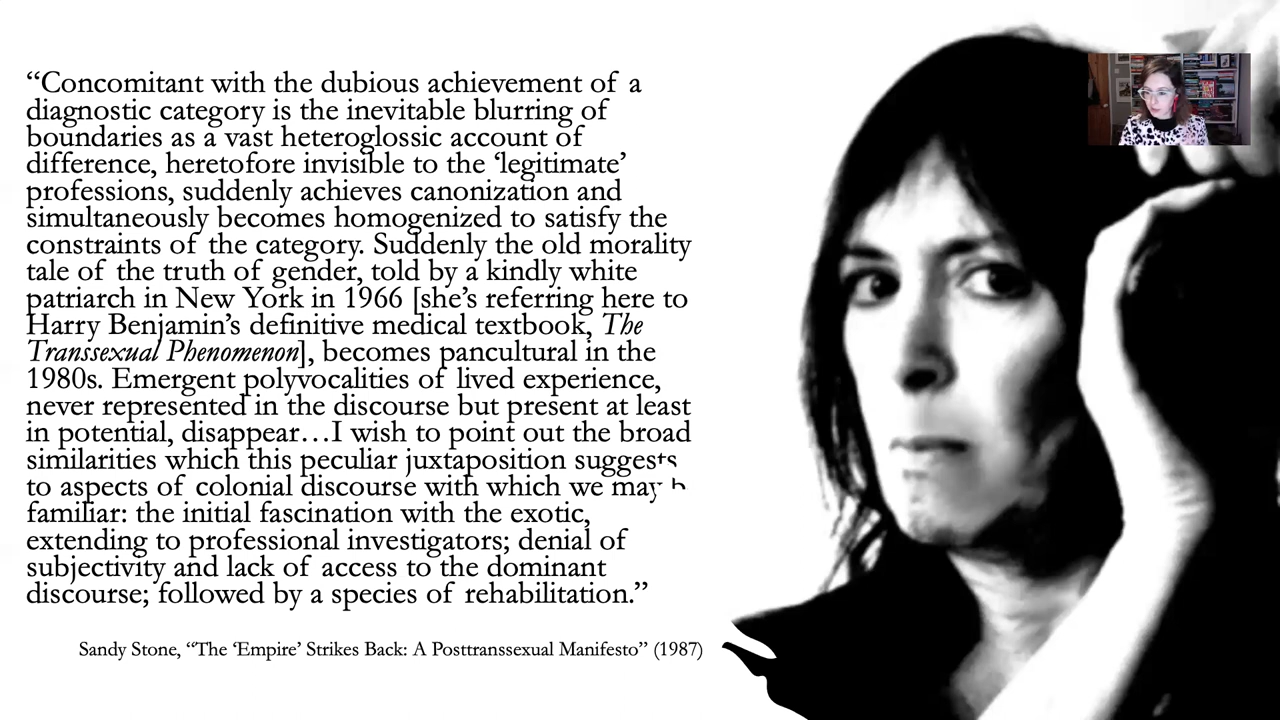 “Concomitant with the dubious achievement of a
diagnostic category is the inevitable blurring of
boundaries as a vast heteroglossic account of
difference, heretofore invisible to the ‘legitimate’
professions, suddenly achieves canonization and
simultaneously becomes homogenized to satisfy the
constraints of the category. Suddenly the old morality
tale of the truth of gender, told by a kindly white
patriarch in New York in 1966 [she’s referring here to
Harry Benjamin’s definitive medical textbook, The
Transsexual Phenomenon], becomes pancultural in the
1980s. Emergent polyvocalities of lived experience,
never represented in the discourse but present at least
in potential, disappear…I wish to point out the broad
similarities which this peculiar juxtaposition suggests
to aspects of colonial discourse with which we may
familiar: the initial fascination with the exotic,
extending to professional investigators; denial of
subjectivity and lack of access to the dominant
discourse; followed by a species of rehabilitation.”
Sandy Stone, “The ‘Empire’ Strikes Back: A Posttranssexual Manifesto” (1987)